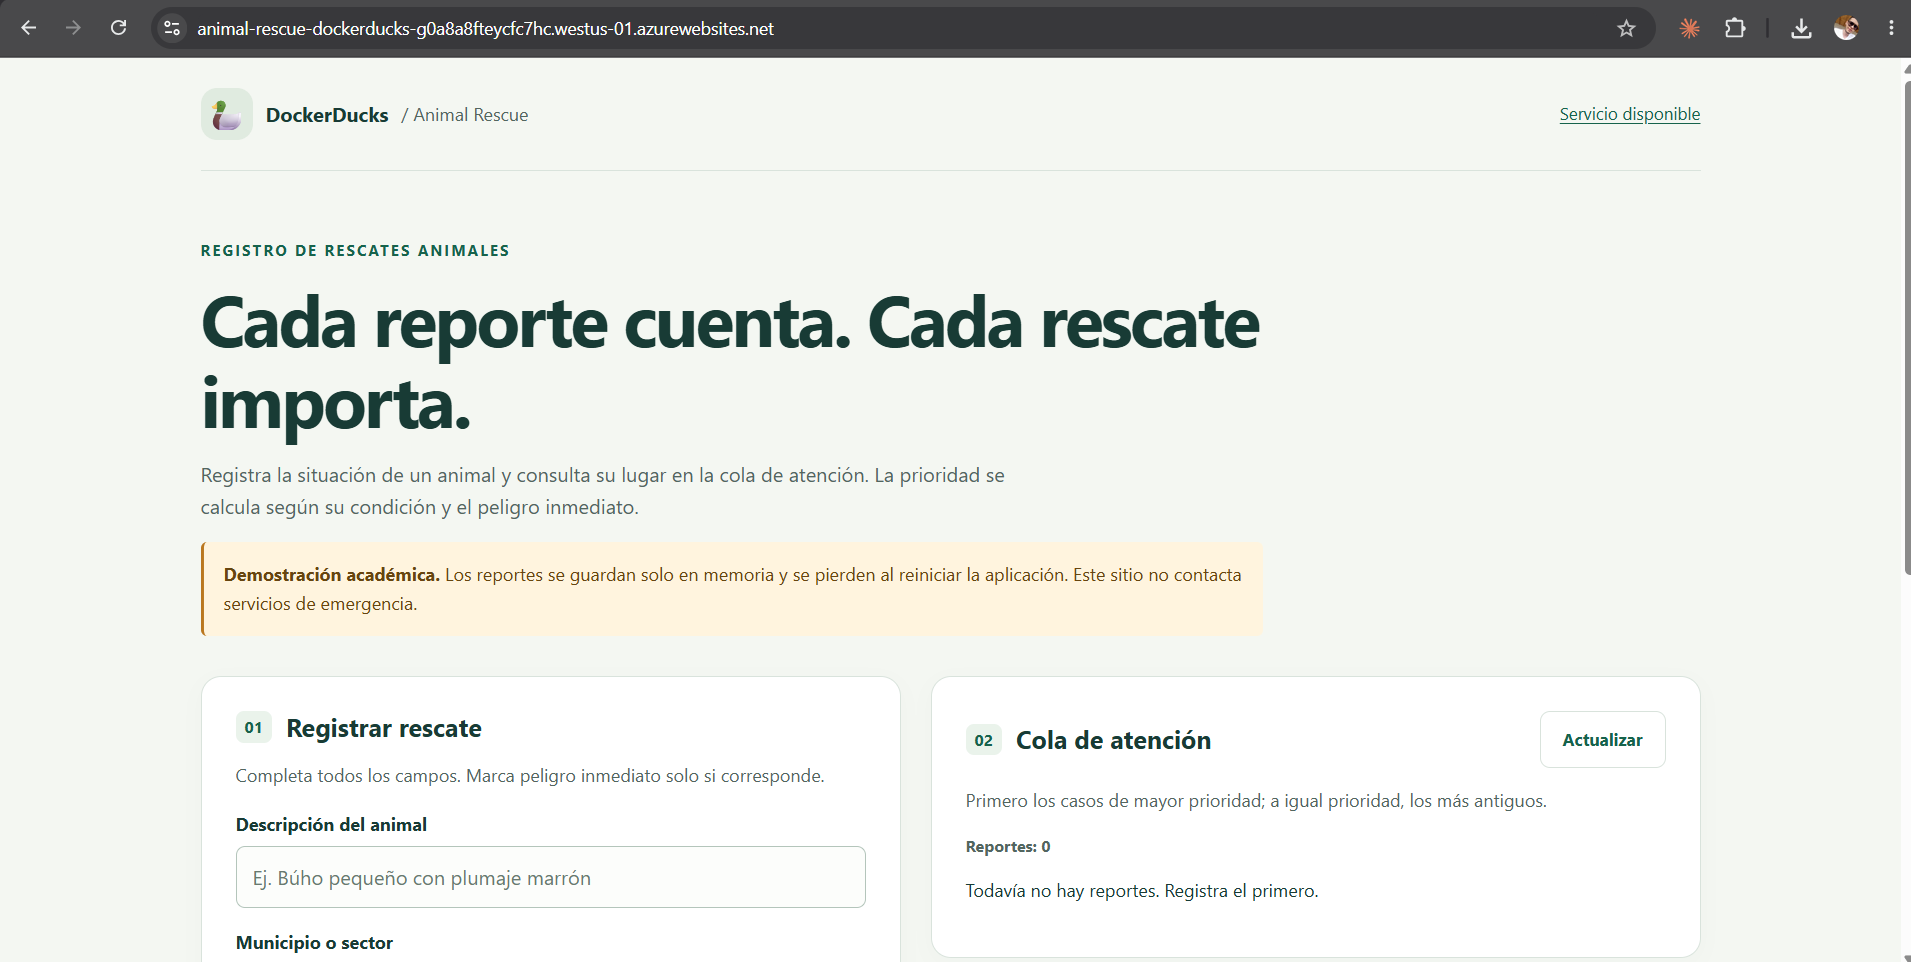 animal-rescue-dockerducks-g0a8a8fteycfc7hc.westus-01.azurewebsites.net
DockerDucks / Animal Rescue
Servicio disponible
REGISTRO DE RESCATES ANIMALES
Cada reporte cuenta. Cada rescate
importa.
Registra la situación de un animal y consulta su lugar en la cola de atención. La prioridad se
calcula según su condición y el peligro inmediato.
Demostración académica. Los reportes se guardan solo en memoria y se pierden al reiniciar la aplicación. Este sitio no contacta
servicios de emergencia.
01 Registrar rescate
Completa todos los campos. Marca peligro inmediato solo si corresponde.
Descripción del animal
Ej. Búho pequeño con plumaje marrón
Municipio o sector
02 Cola de atención
Actualizar
Primero los casos de mayor prioridad; a igual prioridad, los más antiguos.
Reportes: 0
Todavía no hay reportes. Registra el primero.